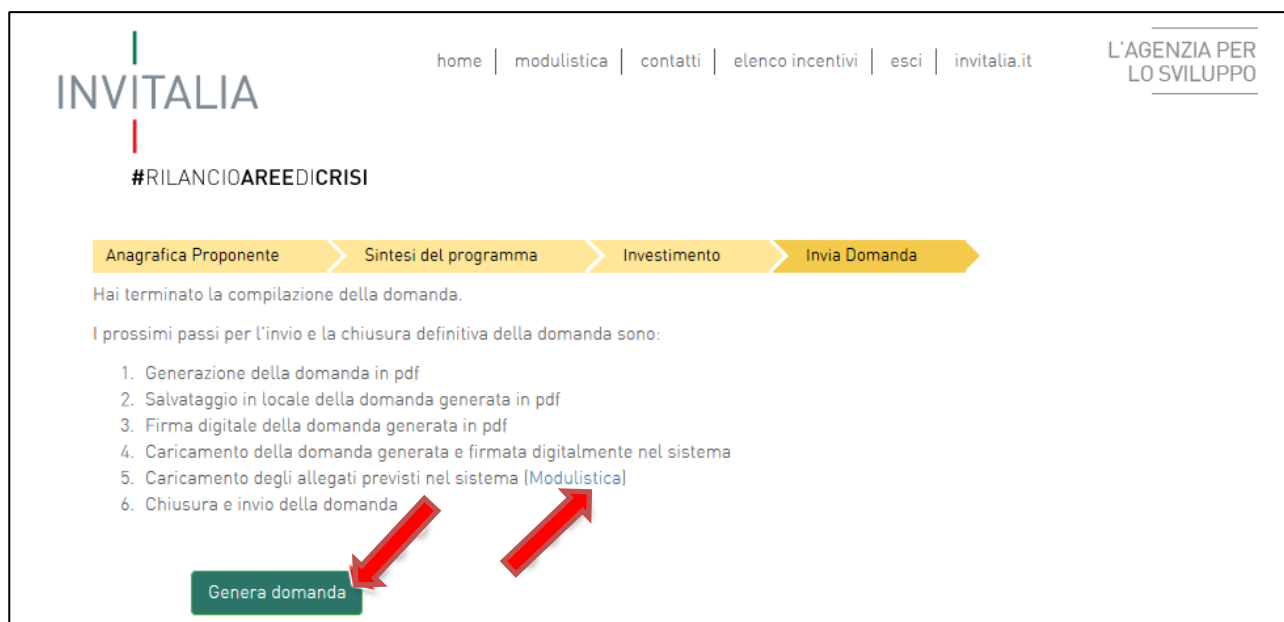 INVITALIA
home | modulistica | contatti | elenco incentivi | esci | invitalia.it
L'AGENZIA PER
LO SVILUPPO
#RILANCIOAREEDICRISI
Anagrafica Proponente
Sintesi del programma
Investimento
Invia Domanda
Hai terminato la compilazione della domanda.
I prossimi passi per l'invio e la chiusura definitiva della domanda sono:
1. Generazione della domanda in pdf
2. Salvataggio in locale della domanda generata in pdf
3. Firma digitale della domanda generata in pdf
4. Caricamento della domanda generata e firmata digitalmente nel sistema
5. Caricamento degli allegati previsti nel sistema (Modulistica)
6. Chiusura e invio della domanda
Genera domanda